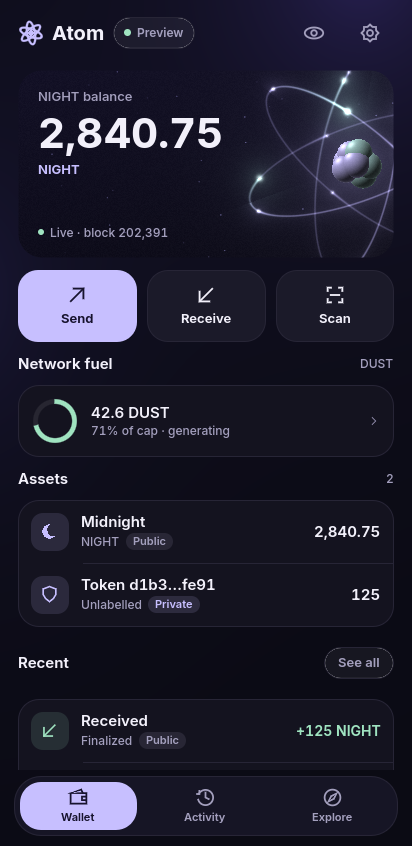 Atom
Preview
NIGHT balance
2,840.75
NIGHT
Live · block 202,391
Send
Receive
Scan
Network fuel
DUST
42.6 DUST
71% of cap · generating
Assets
2
Midnight
2,840.75
NIGHT
Public
Token d1b3…fe91
125
Unlabelled
Private
Recent
See all
Received
+125 NIGHT
Finalized
Public
Wallet
Activity
Explore